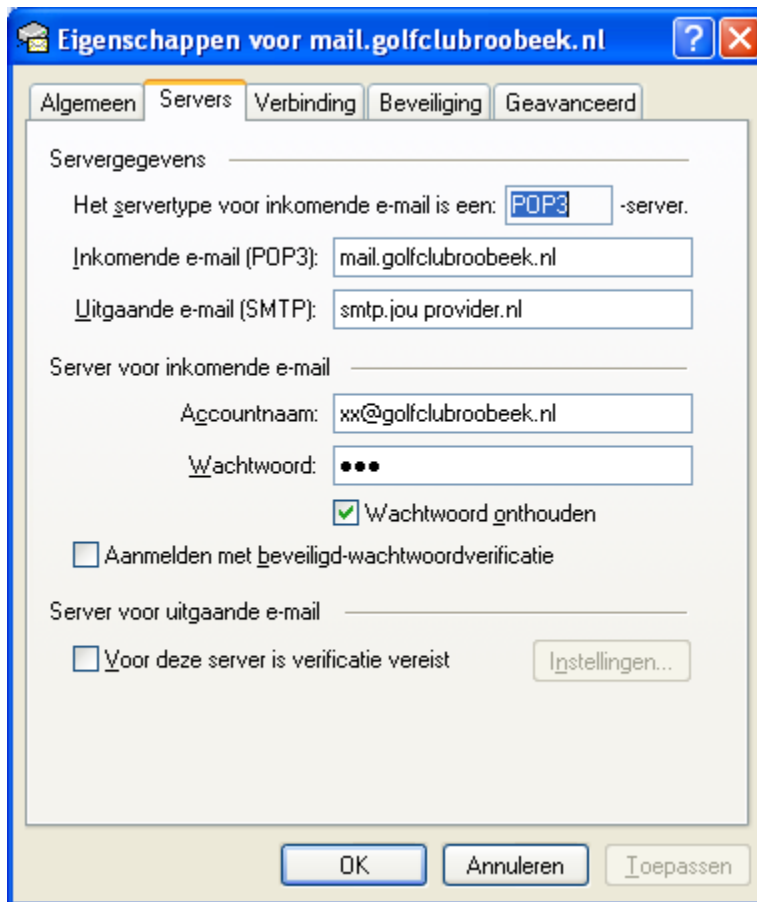 Eigenschappen voor mail.golfclubroobeek.nl
Algemeen Servers Verbinding Beveiliging Geavanceerd
Servergegevens
Het servertype voor inkomende e-mail is een: POP3 -server.
Inkomende e-mail (POP3): mail.golfclubroobeek.nl
Uitgaande e-mail (SMTP): smtp.jou provider.nl
Server voor inkomende e-mail
Accountnaam: xx@golfclubroobeek.nl
Wachtwoord: ●●●
Wachtwoord onthouden
Aanmelden met beveiligd-wachtwoordverificatie
Server voor uitgaande e-mail
Voor deze server is verificatie vereist Instellingen...
OK Annuleren Toepassen